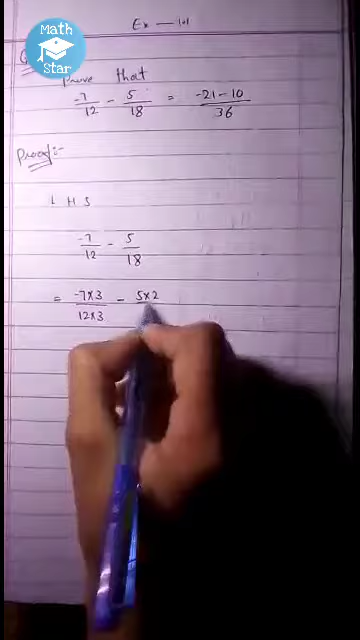 Math
Star
Ex — 1.1
Prove that
-7/12 - 5/18 = -21-10/36
Proof:-
L H S
-7/12 - 5/18
= -7×3/12×3 - 5×2